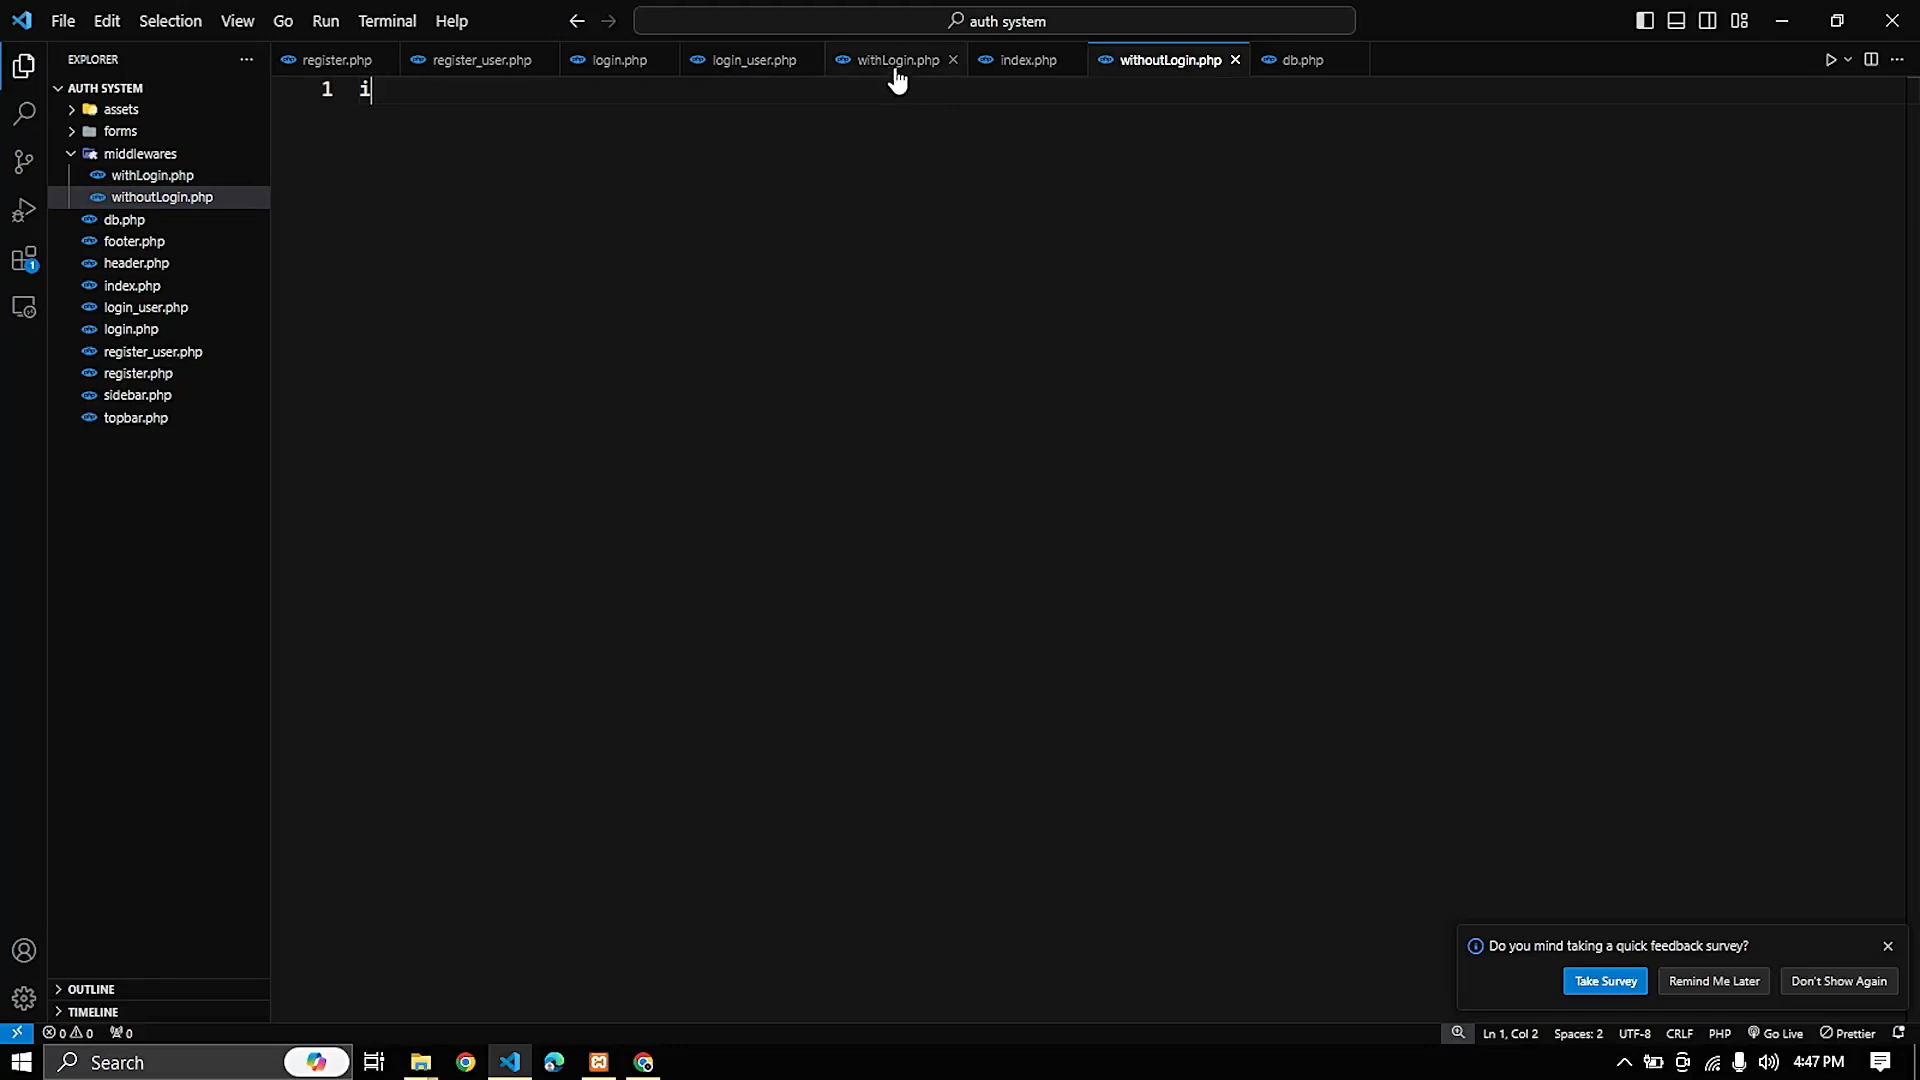 File Edit Selection View Go Run Terminal Help
auth system
EXPLORER
register.php register_user.php login.php login_user.php withLogin.php index.php withoutLogin.php db.php
AUTH SYSTEM
1 i
assets
forms
middlewares
withLogin.php
withoutLogin.php
db.php
footer.php
header.php
index.php
login_user.php
login.php
register_user.php
register.php
sidebar.php
topbar.php
Do you mind taking a quick feedback survey?
Take Survey Remind Me Later Don't Show Again
OUTLINE
TIMELINE
0 0 0 Ln 1, Col 2 Spaces: 2 UTF-8 CRLF PHP Go Live Prettier
Search 4:47 PM